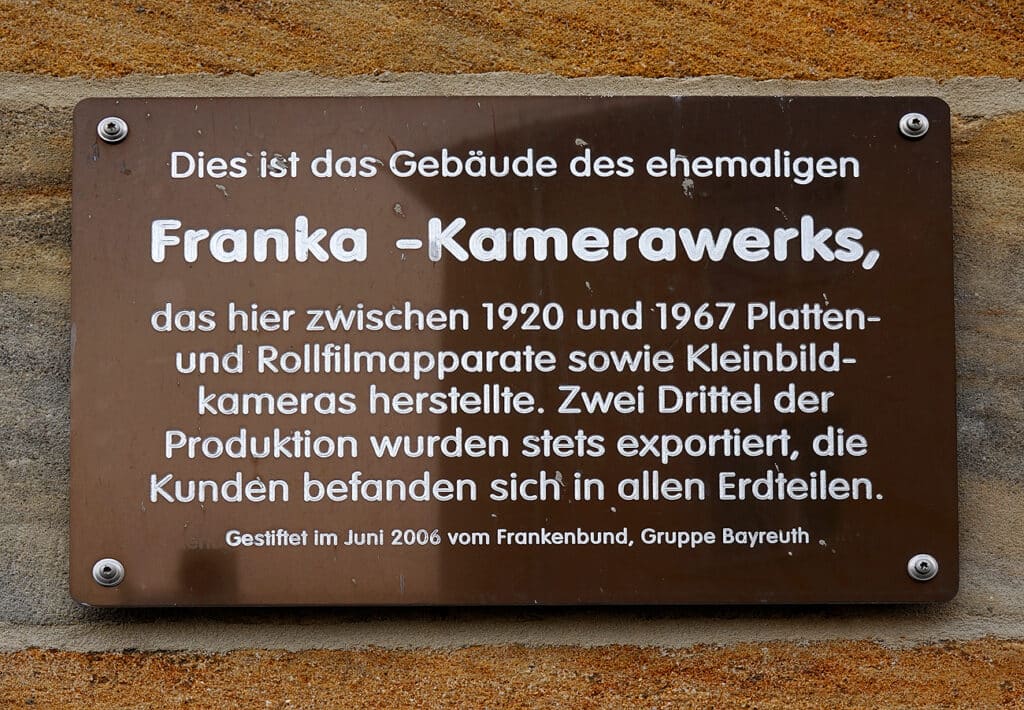 Dies ist das Gebäude des ehemaligen
Franka -Kamerawerks,
das hier zwischen 1920 und 1967 Platten-
und Rollfilmapparate sowie Kleinbild-
kameras herstellte. Zwei Drittel der
Produktion wurden stets exportiert, die
Kunden befanden sich in allen Erdteilen.
Gestiftet im Juni 2006 vom Frankenbund, Gruppe Bayreuth